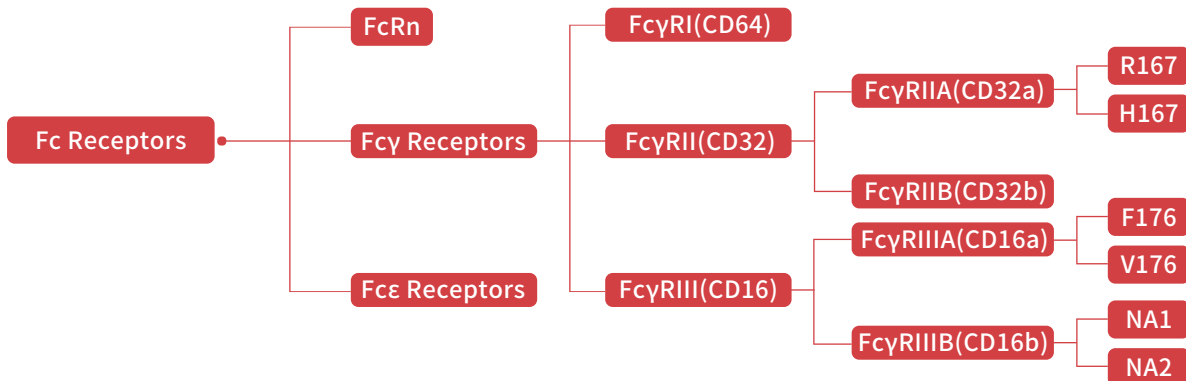 Fc Receptors
FcRn
Fcγ Receptors
Fcε Receptors
FcγRI(CD64)
FcγRII(CD32)
FcγRIII(CD16)
FcγRIIA(CD32a)
FcγRIIB(CD32b)
FcγRIIIA(CD16a)
FcγRIIIB(CD16b)
R167
H167
F176
V176
NA1
NA2